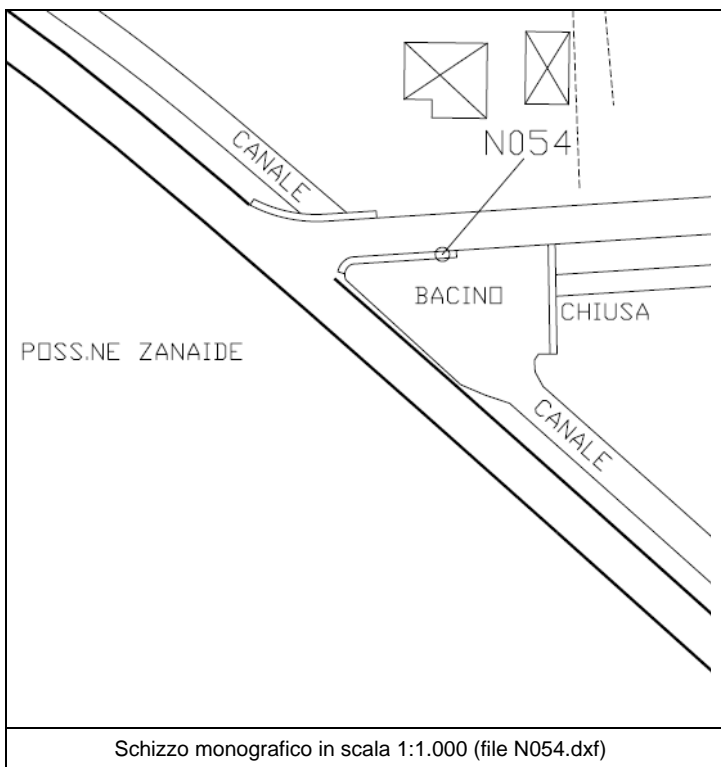 N054
CANALE
BACINO
CHIUSA
POSS.NE ZANAIDE
CANALE
Schizzo monografico in scala 1:1.000 (file N054.dxf)